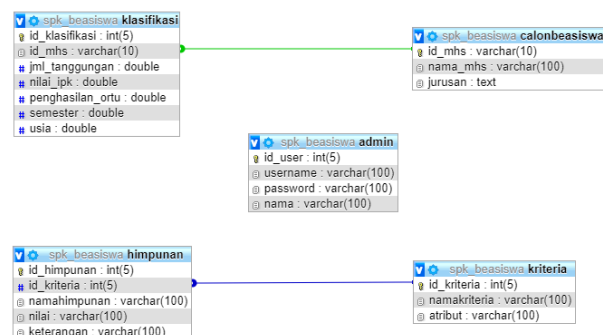 spk_beasiswa klasifikasi
id_klasifikasi : int(5)
id_mhs : varchar(10)
jml_tanggungan : double
nilai_ipk : double
penghasilan_ortu : double
semester : double
usia : double
spk_beasiswa calonbeasiswa
id_mhs : varchar(10)
nama_mhs : varchar(100)
jurusan : text
spk_beasiswa admin
id_user : int(5)
username : varchar(100)
password : varchar(100)
nama : varchar(100)
spk_beasiswa himpunan
id_himpunan : int(5)
id_kriteria : int(5)
namahimpunan : varchar(100)
nilai : varchar(100)
keterangan : varchar(100)
spk_beasiswa kriteria
id_kriteria : int(5)
namakriteria : varchar(100)
atribut : varchar(100)